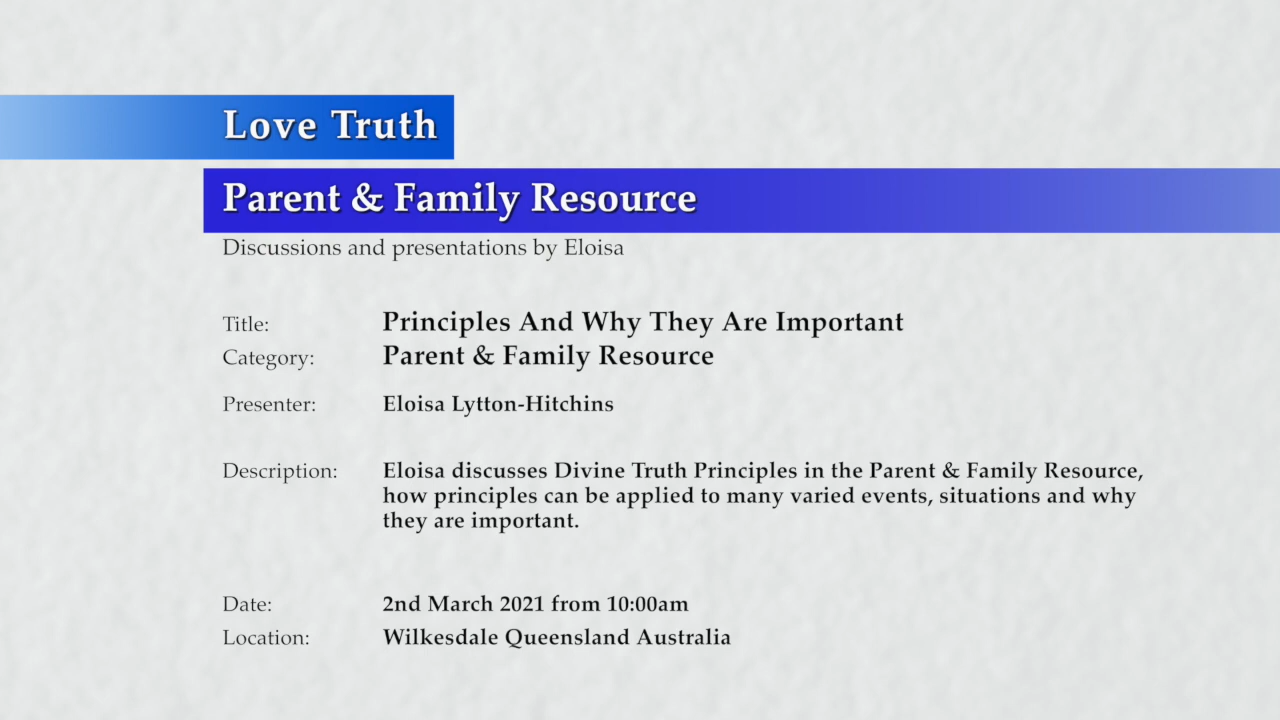 Love Truth
Parent & Family Resource
Discussions and presentations by Eloisa
Title: Principles And Why They Are Important
Category: Parent & Family Resource
Presenter: Eloisa Lytton-Hitchins
Description: Eloisa discusses Divine Truth Principles in the Parent & Family Resource,
how principles can be applied to many varied events, situations and why
they are important.
Date: 2nd March 2021 from 10:00am
Location: Wilkesdale Queensland Australia